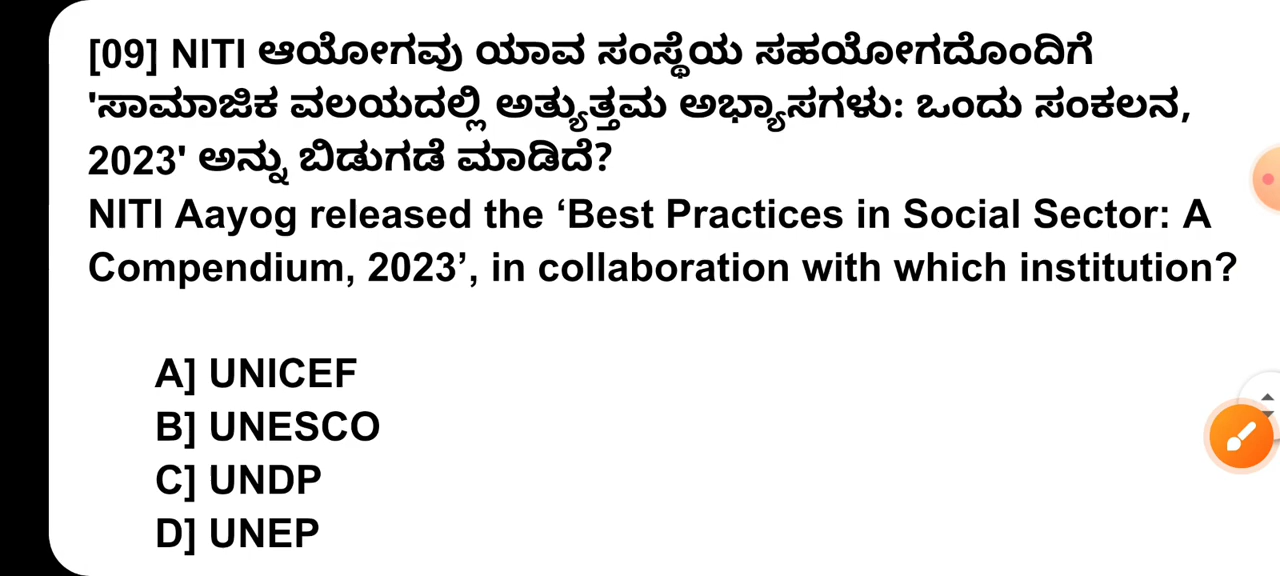 [09] NITI ಆಯೋಗವು ಯಾವ ಸಂಸ್ಥೆಯ ಸಹಯೋಗದೊಂದಿಗೆ
'ಸಾಮಾಜಿಕ ವಲಯದಲ್ಲಿ ಅತ್ಯುತ್ತಮ ಅಭ್ಯಾಸಗಳು: ಒಂದು ಸಂಕಲನ,
2023' ಅನ್ನು ಬಿಡುಗಡೆ ಮಾಡಿದೆ?
NITI Aayog released the ‘Best Practices in Social Sector: A
Compendium, 2023’, in collaboration with which institution?
A] UNICEF
B] UNESCO
C] UNDP
D] UNEP